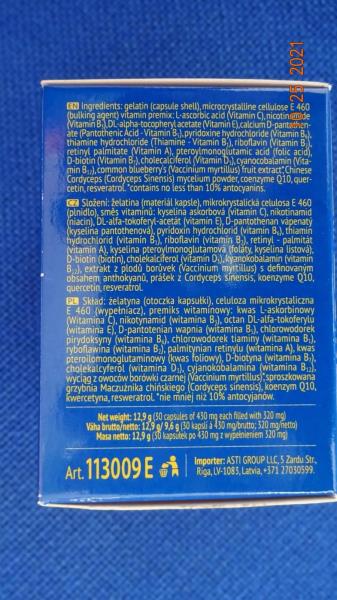 8 25 2021
EN Ingredients: gelatin (capsule shell), microcrystalline cellulose E 460
(bulking agent) vitamin premix: L-ascorbic acid (Vitamin C), nicotinamide
(Vitamin B₃), DL-alpha-tocopheryl acetate (Vitamin E), calcium D-pantothen-
ate (Pantothenic Acid - Vitamin B₅), pyridoxine hydrochloride (Vitamin B₆),
thiamine hydrochloride (Thiamine - Vitamin B₁), riboflavin (Vitamin B₂),
retinyl palmitate (Vitamin A), pteroylmonoglutamic acid (folic acid),
D-biotin (Vitamin B₇), cholecalciferol (Vitamin D₃), cyanocobalamin (Vita-
min B₁₂), common blueberry's (Vaccinium myrtillus) fruit extract*, Chinese
Cordyceps (Cordyceps Sinensis) mycelium powder, coenzyme Q10, quer-
cetin, resveratrol. *contains no less than 10% antocyanins.
CZ Složení: želatina (materiál kapsle), mikrokrystalická celulosa E 460
(plnidlo), směs vitamínů: kyselina askorbová (vitamin C), nikotinamid
(niacin), DL-alfa-tokoferyl-acetát (vitamin E), D-pantothenan vápenatý
(kyselina pantothenová), pyridoxin hydrochlorid (vitamin B₆), thiamin
hydrochlorid (vitamin B₁), riboflavin (vitamin B₂), retinyl - palmitát
(vitamin A), kyselina pteroylmonoglutamová (foláty, kyselina listová),
D-biotin (biotin), cholekalciferol (vitamin D₃), kyanokobalamin (vitamin
B₁₂), extrakt z plodů borůvek (Vaccinium myrtillus) s definovaným
obsahem anthokyanů, prášek z Cordyceps sinensis, koenzym Q10,
quercetin, resveratrol.
PL Skład: żelatyna (otoczka kapsułki), celuloza mikrokrystaliczna
E 460 (wypełniacz), premiks witaminowy: kwas L-askorbinowy
(Witamina C), nikotynamid (witamina B₃), octan DL-alfa-tokoferylu
(witamina E), D-pantotenian wapnia (witamina B₅), chlorowodorek
pirydoksyny (witamina B₆), chlorowodorek tiaminy (witamina B₁),
ryboflawina (witamina B₂), palmitynian retinylu (witamina A), kwas
pteroilomonoglutaminowy (kwas foliowy), D-biotyna (witamina B₇),
cholekalcyferol (witamina D₃), cyjanokobalamina (witamina B₁₂),
wyciąg z owoców borówki czarnej (Vaccinium myrtillus)*, sproszkowana
grzybnia Maczużnika chińskiego (Cordyceps sinensis), koenzym Q10,
kwercetyna, resweratrol. *nie mniej niż 10% antocyjanów.
Net weight: 12,9 g (30 capsules of 430 mg each filled with 320 mg)
Váha brutto/netto: 12,9 g/ 9,6 g (30 kapslí á 430 mg/brutto; 320 mg/netto)
Masa netto: 12,9 g (30 kapsułek po 430 mg z wypełnieniem 320 mg)
Art. 113009 E
Importer: ASTI GROUP LLC, 5 Zardu Str.,
Riga, LV-1083, Latvia, +371 27030599.